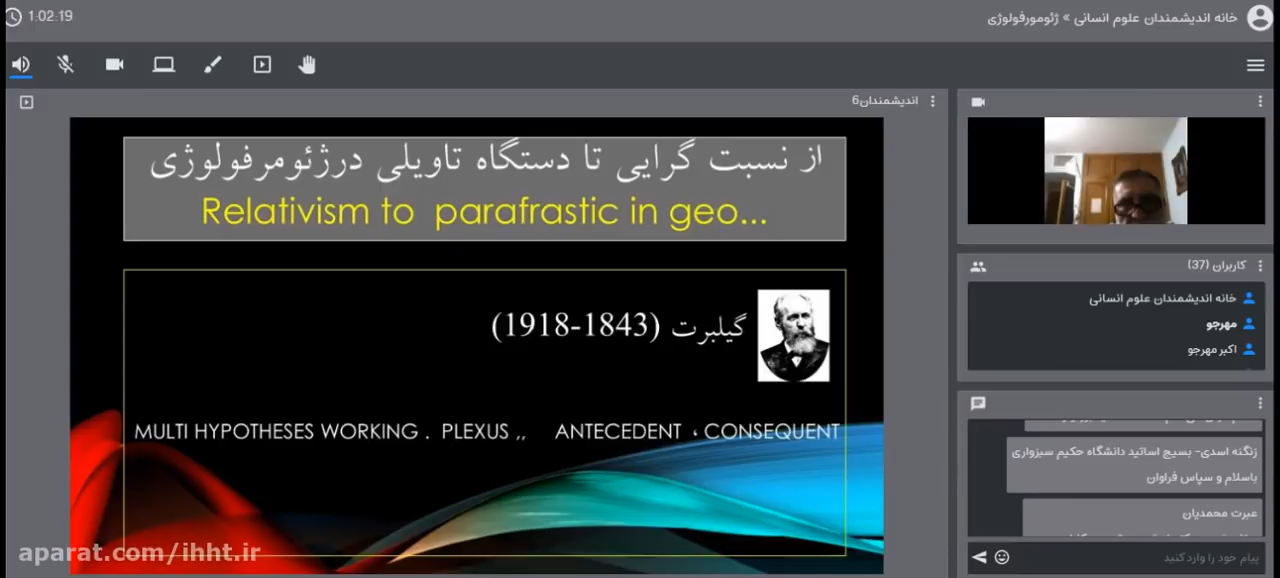 1:02:19
خانه اندیشمندان علوم انسانی » ژئومورفولوژی
اندیشمندان6
از نسبت گرایی تا دستگاه تاویلی درژئومرفولوژی
Relativism to parafrastic in geo...
گیلبرت (1843-1918)
MULTI HYPOTHESES WORKING . PLEXUS ,, ANTECEDENT ، CONSEQUENT
aparat.com/ihht.ir
کاربران (37)
خانه اندیشمندان علوم انسانی
مهرجو
اکبر مهرجو
زنگنه اسدی- بسیج اساتید دانشگاه حکیم سبزواری
باسلام و سپاس فراوان
عبرت محمدیان
پیام خود را وارد کنید